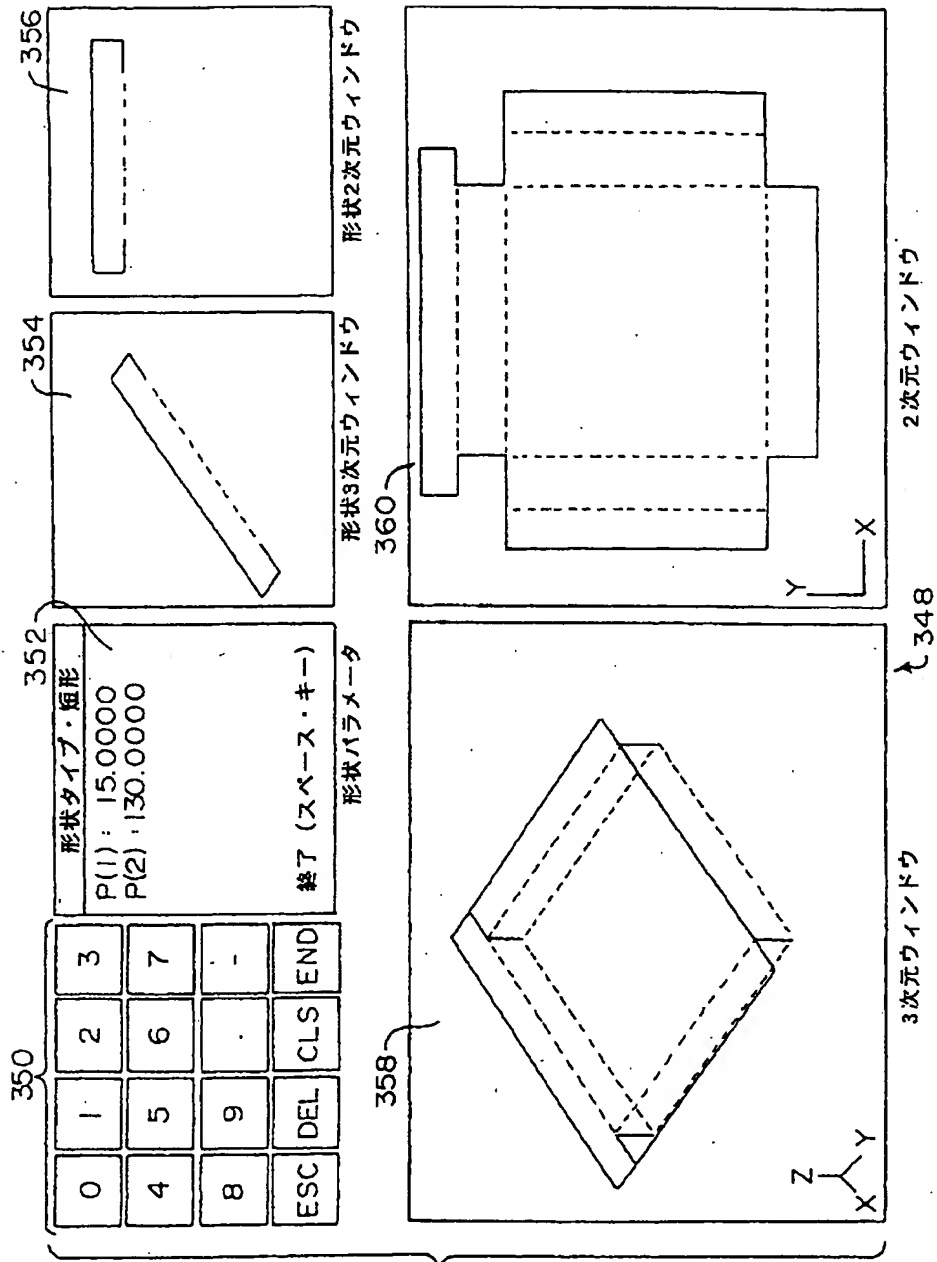 350
0 1 2 3
4 5 6 7
8 9 . -
ESC DEL CLS END
352
形状タイプ・短形
P(1) : 15.0000
P(2) : 130.0000
終了 (スペース・キー)
形状パラメータ
354
形状3次元ウィンドウ
356
形状2次元ウィンドウ
358
Z
X Y
3次元ウィンドウ
360
Y
X
2次元ウィンドウ
348